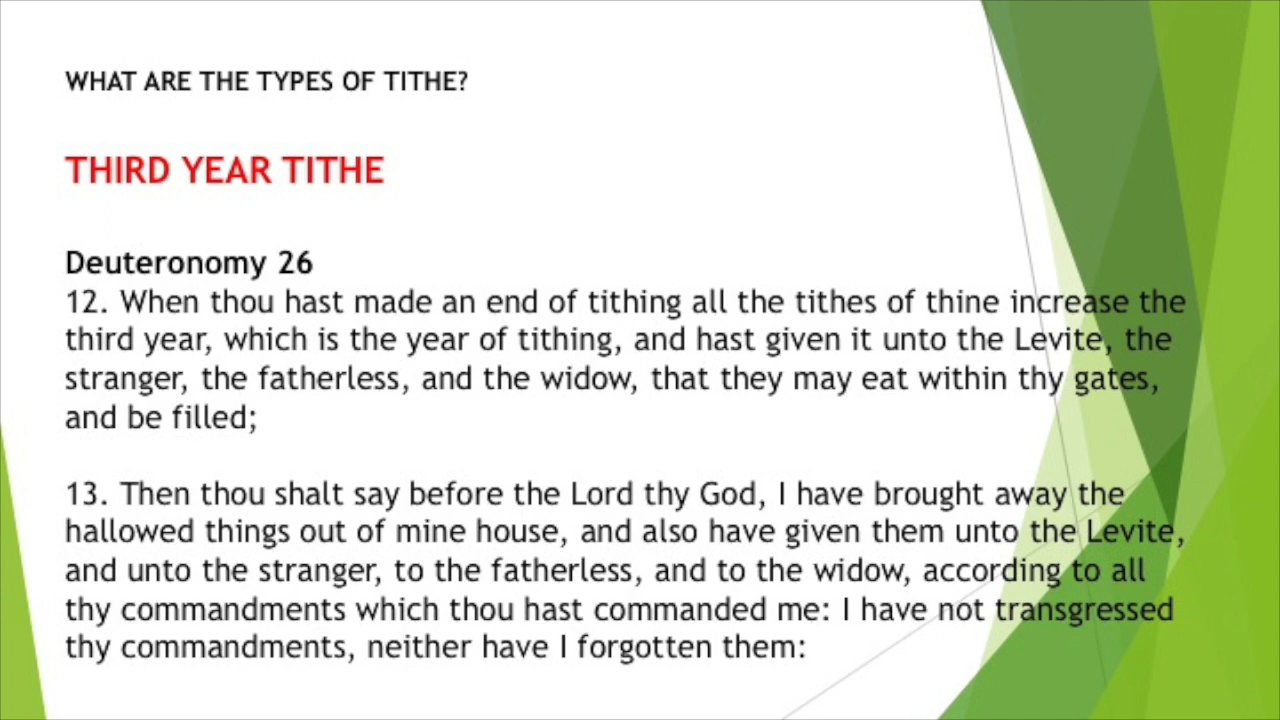 WHAT ARE THE TYPES OF TITHE?
THIRD YEAR TITHE
Deuteronomy 26
12. When thou hast made an end of tithing all the tithes of thine increase the
third year, which is the year of tithing, and hast given it unto the Levite, the
stranger, the fatherless, and the widow, that they may eat within thy gates,
and be filled;
13. Then thou shalt say before the Lord thy God, I have brought away the
hallowed things out of mine house, and also have given them unto the Levite,
and unto the stranger, to the fatherless, and to the widow, according to all
thy commandments which thou hast commanded me: I have not transgressed
thy commandments, neither have I forgotten them: